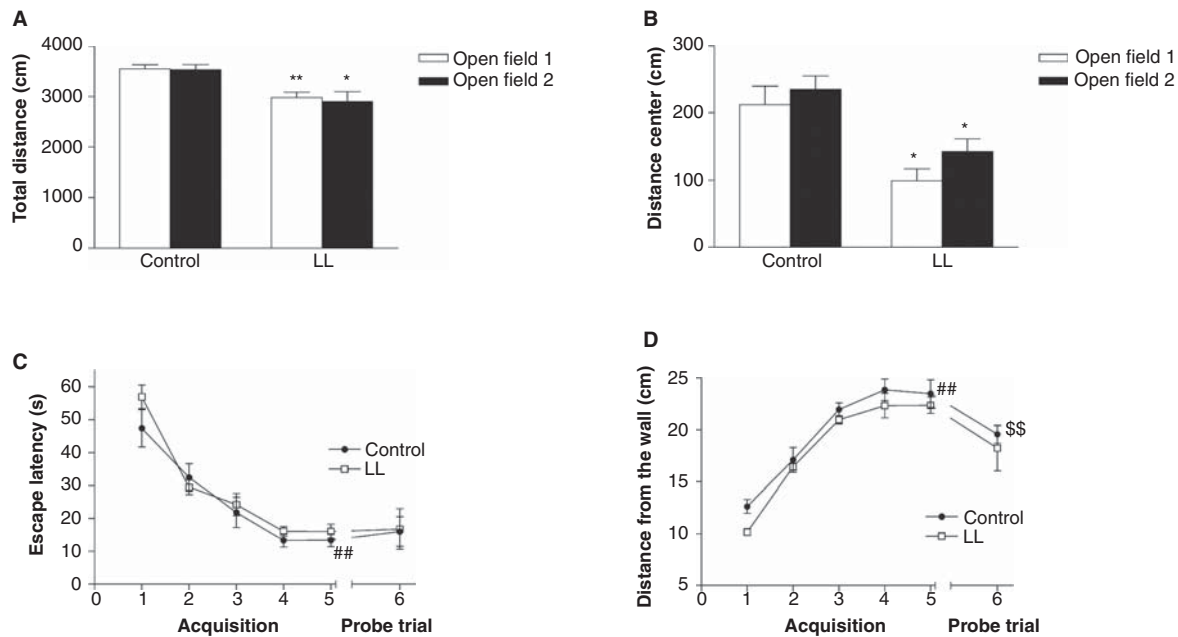 A
Total distance (cm)
4000
3000
2000
1000
0
** *
Control LL
Open field 1
Open field 2
B
Distance center (cm)
300
200
100
0
*
*
Control LL
Open field 1
Open field 2
C
Escape latency (s)
60
50
40
30
20
10
0
##
Control
LL
0 1 2 3 4 5 6
Acquisition Probe trial
D
Distance from the wall (cm)
25
20
15
10
5
##
$$
Control
LL
0 1 2 3 4 5 6
Acquisition Probe trial